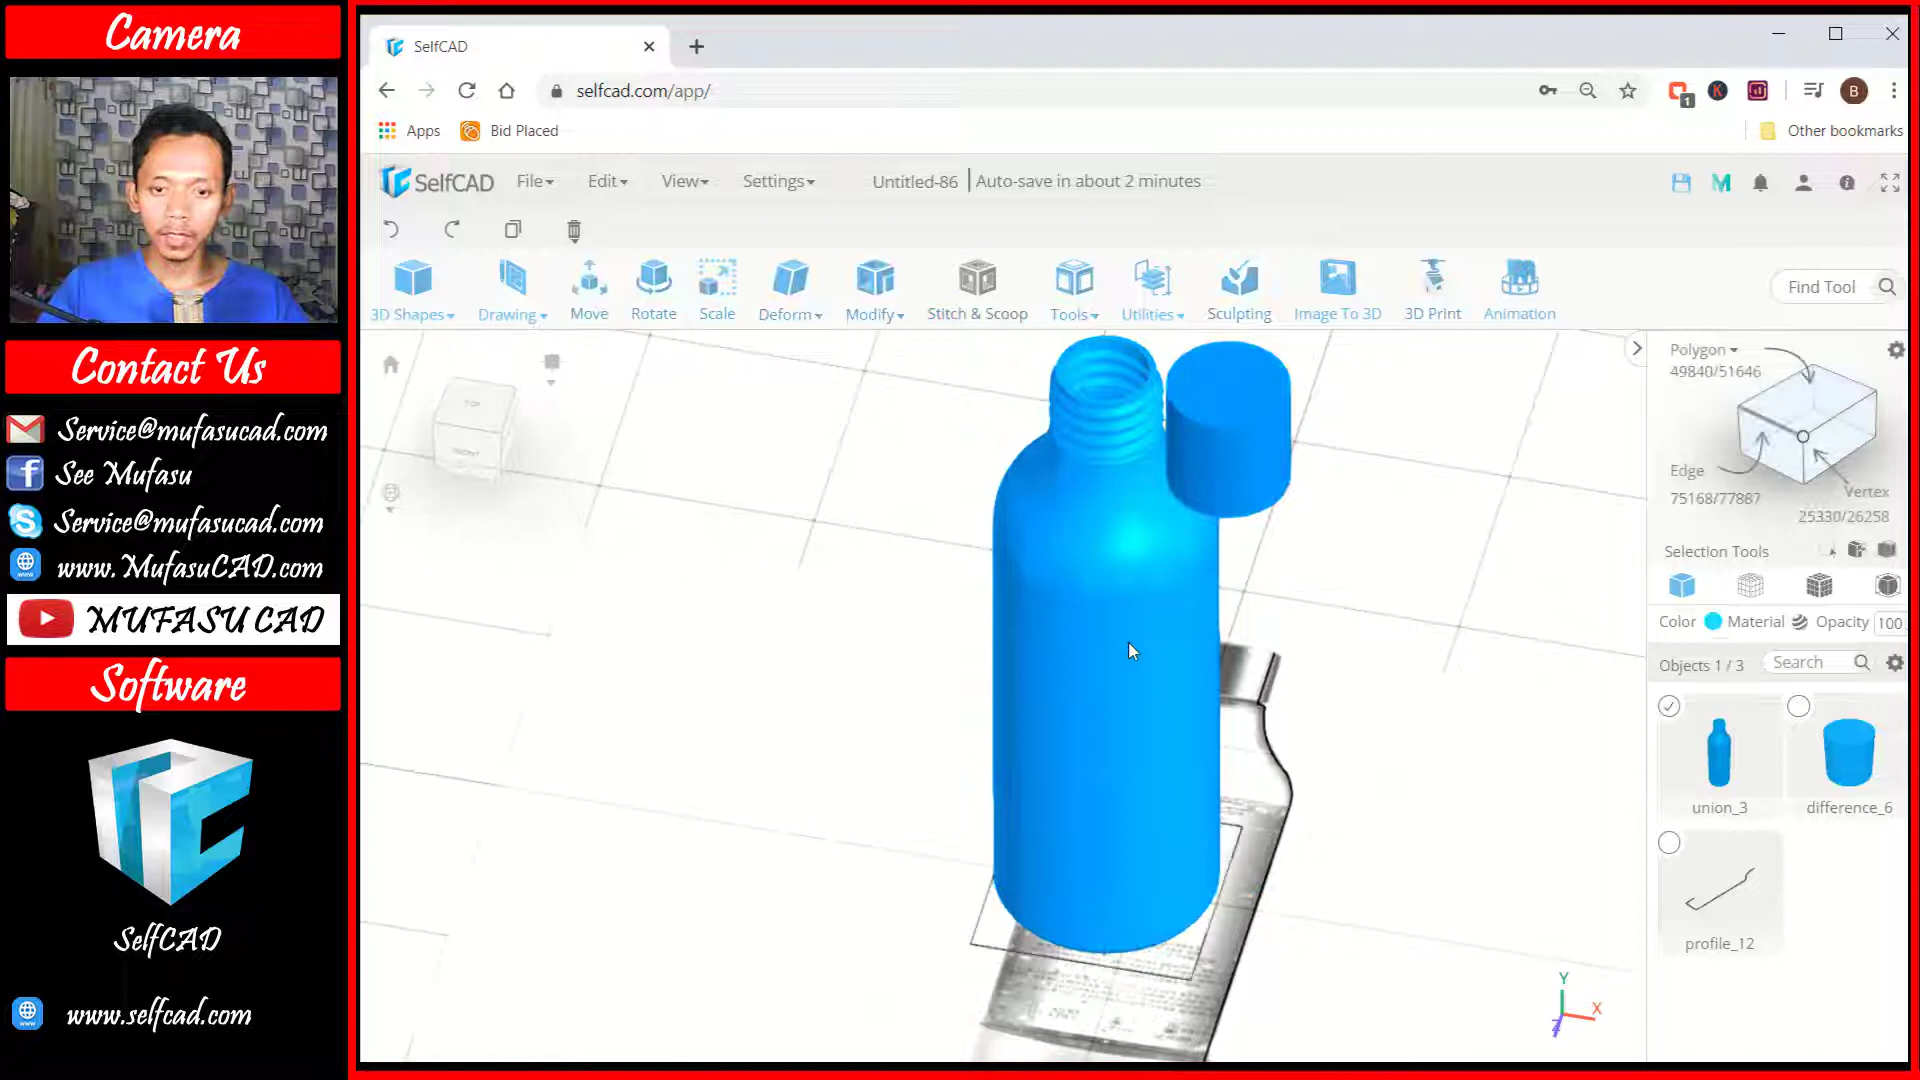 Camera
Contact Us
Service@mufasucad.com
See Mufasu
Service@mufasucad.com
www.MufasuCAD.com
MUFASU CAD
Software
SelfCAD
www.selfcad.com
SelfCAD
selfcad.com/app/
1
K
B
Apps
Bid Placed
Other bookmarks
SelfCAD
File
Edit
View
Settings
Untitled-86
Auto-save in about 2 minutes
3D Shapes
Drawing
Move
Rotate
Scale
Deform
Modify
Stitch & Scoop
Tools
Utilities
Sculpting
Image To 3D
3D Print
Animation
Find Tool
TOP
FRONT
Polygon
49840/51646
Edge
75168/77887
Vertex
25330/26258
Selection Tools
Color
Material
Opacity
100
Objects 1 / 3
Search
union_3
difference_6
profile_12
Y
X
Z